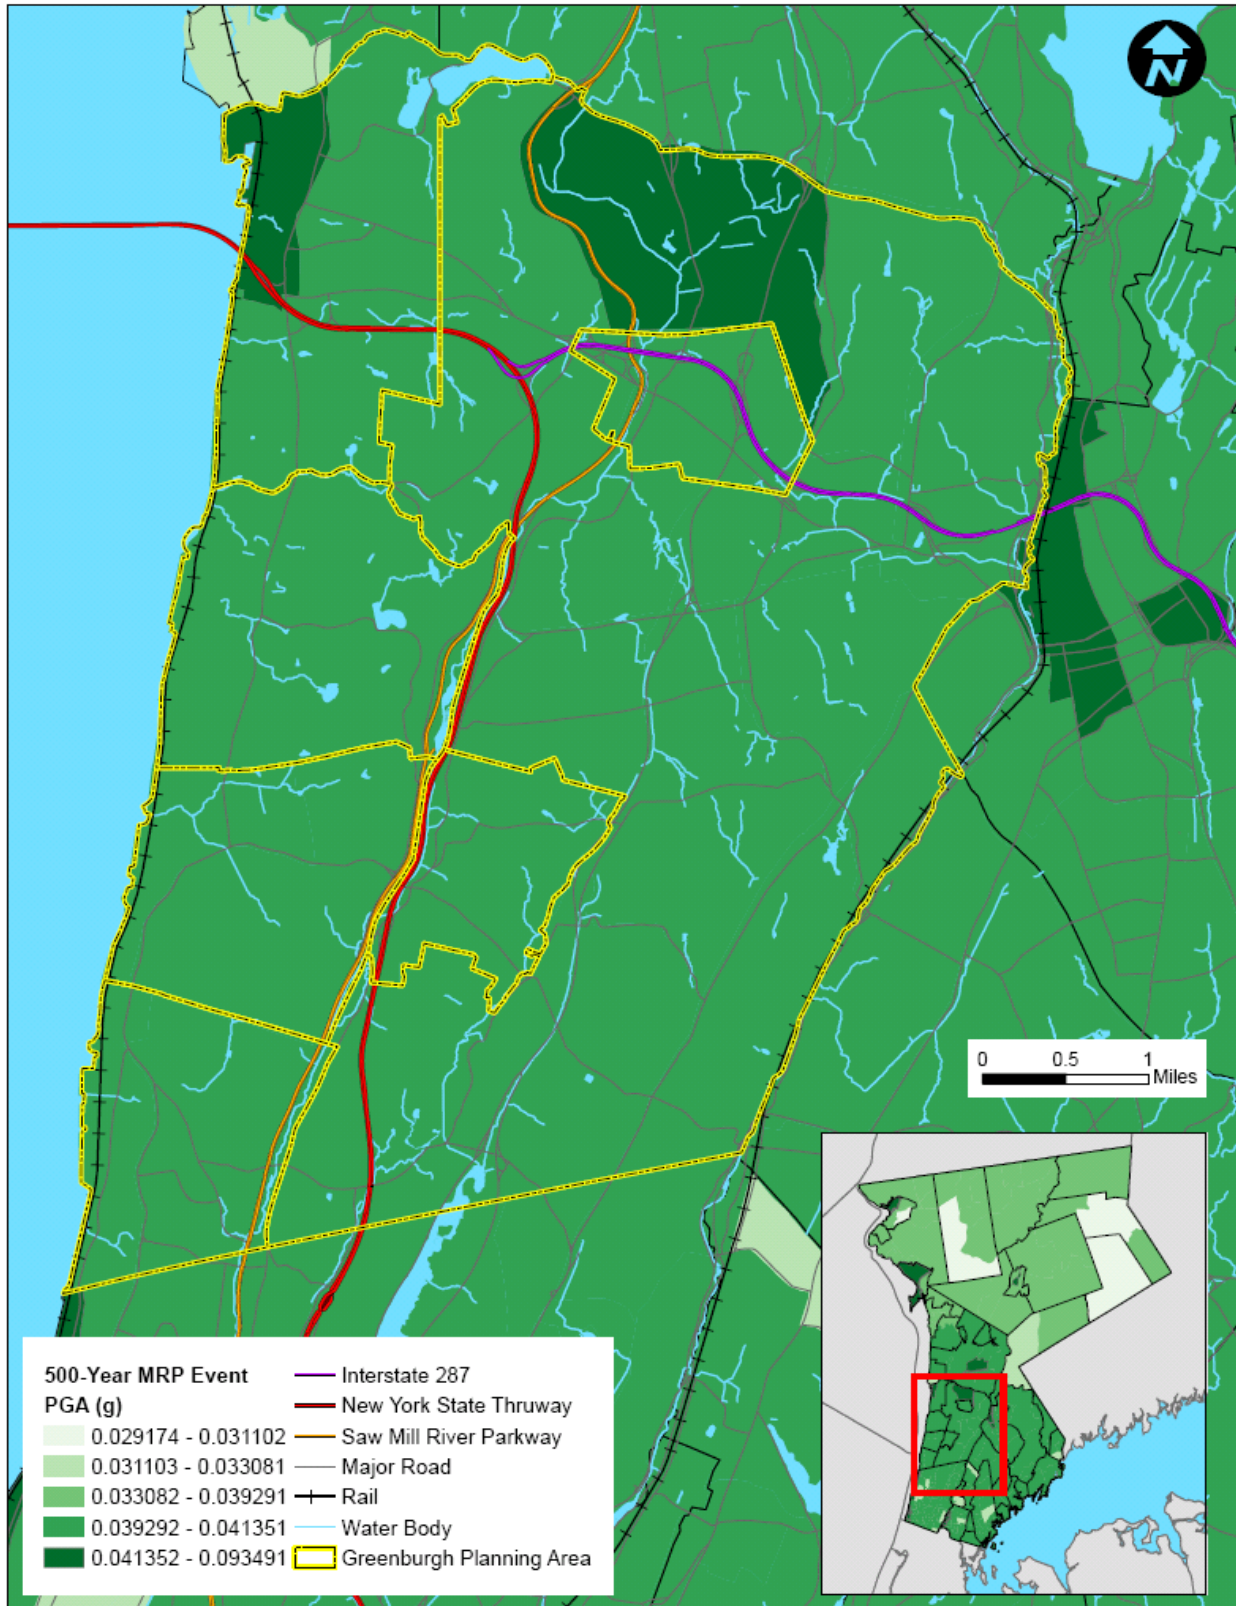 N
0 0.5 1
Miles
500-Year MRP Event
PGA (g)
0.029174 - 0.031102
0.031103 - 0.033081
0.033082 - 0.039291
0.039292 - 0.041351
0.041352 - 0.093491
Interstate 287
New York State Thruway
Saw Mill River Parkway
Major Road
Rail
Water Body
Greenburgh Planning Area